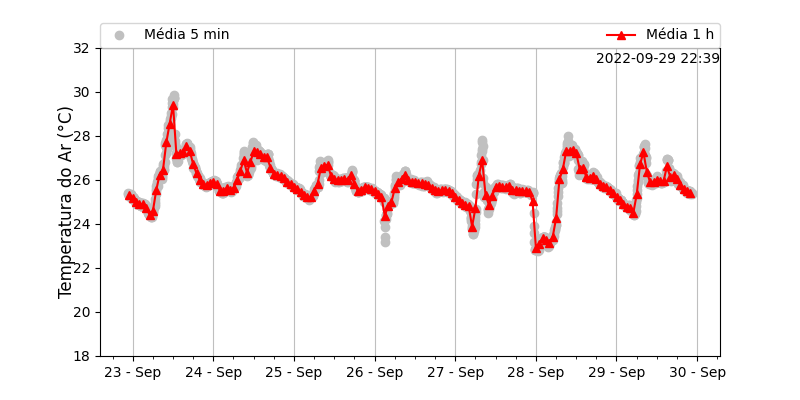 Média 5 min
Média 1 h
2022-09-29 22:39
Temperatura do Ar (°C)
32
30
28
26
24
22
20
18
23 - Sep
24 - Sep
25 - Sep
26 - Sep
27 - Sep
28 - Sep
29 - Sep
30 - Sep